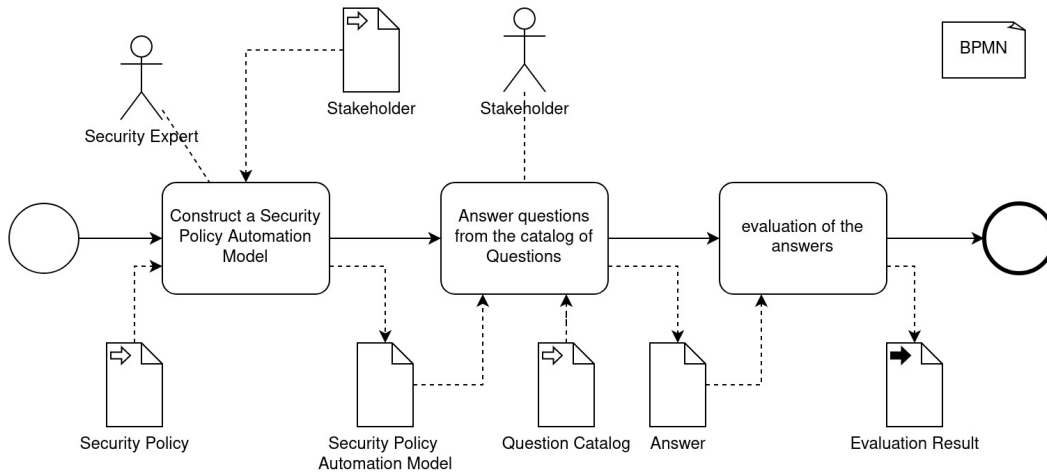 BPMN
Stakeholder
Stakeholder
Security Expert
Construct a Security
Policy Automation
Model
Answer questions
from the catalog of
Questions
evaluation of the
answers
Security Policy
Security Policy
Automation Model
Question Catalog
Answer
Evaluation Result